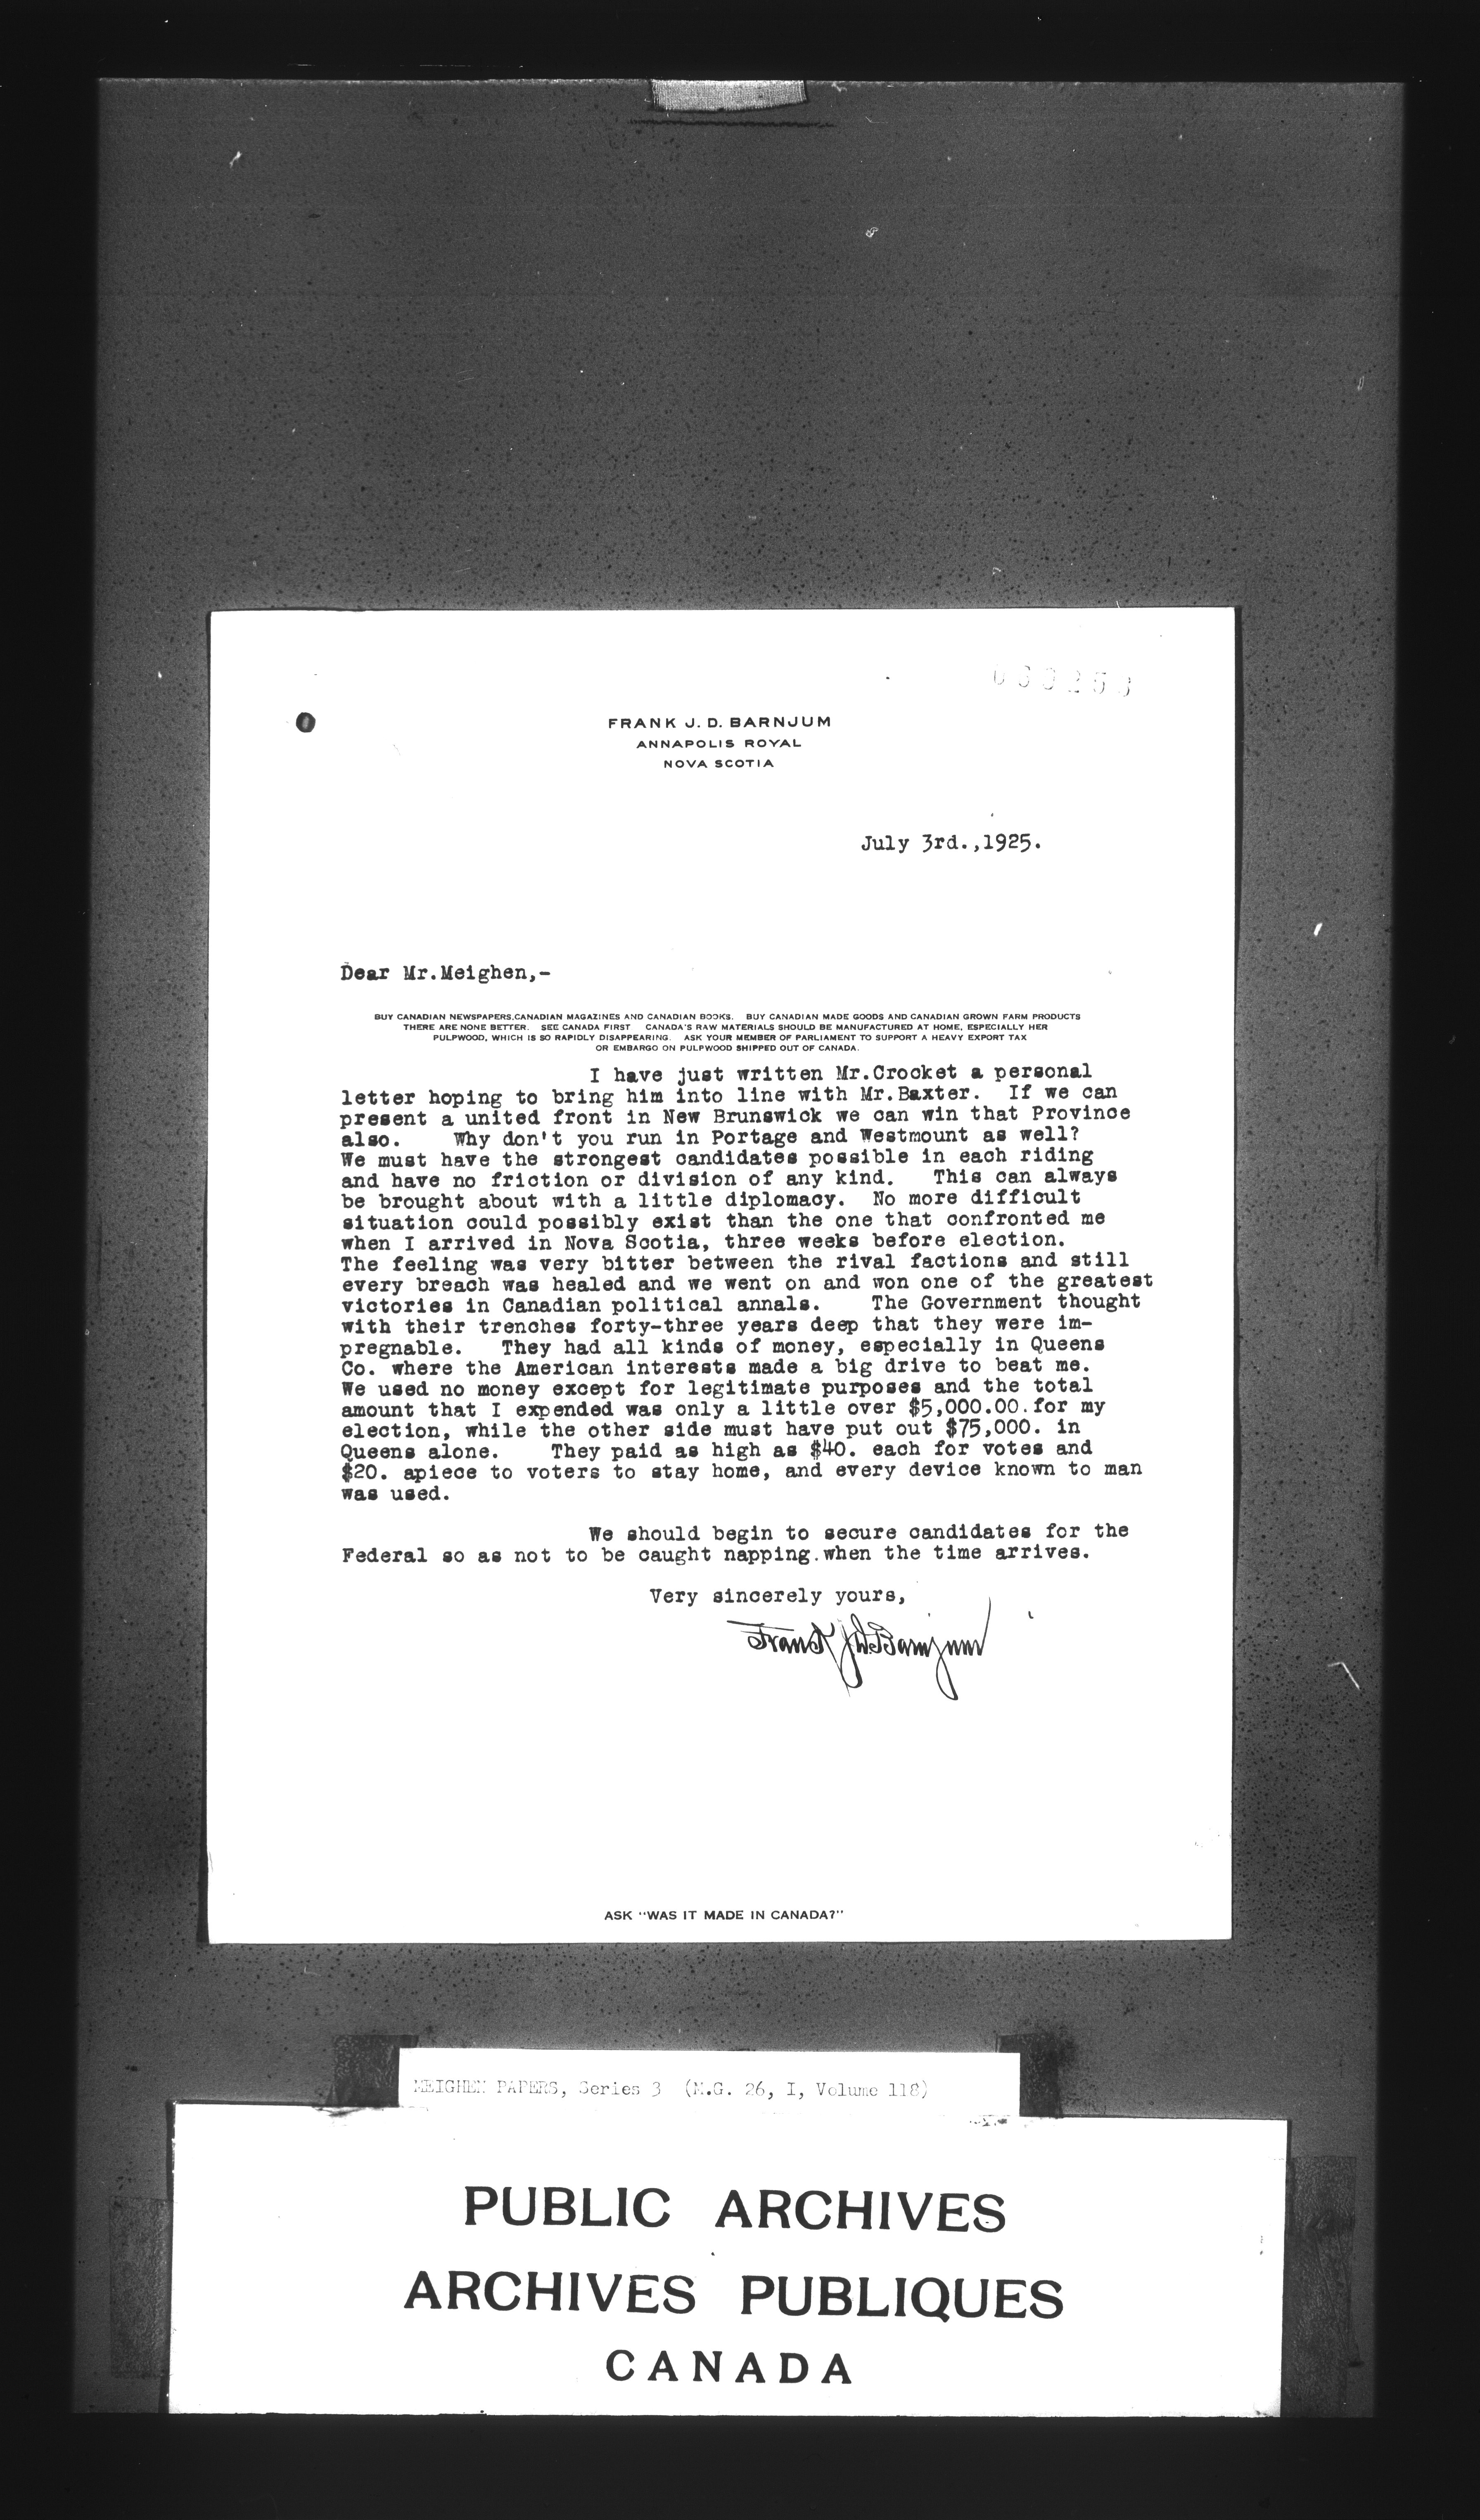 FRANK J. D. BARNJUM
ANNAPOLIS ROYAL
NOVA SCOTIA
July 3rd.,1925.
Dear Mr.Meighen,-
BUY CANADIAN NEWSPAPERS,CANADIAN MAGAZINES AND CANADIAN BOOKS. BUY CANADIAN MADE GOODS AND CANADIAN GROWN FARM PRODUCTS
THERE ARE NONE BETTER. SEE CANADA FIRST CANADA'S RAW MATERIALS SHOULD BE MANUFACTURED AT HOME, ESPECIALLY HER
PULPWOOD, WHICH IS SO RAPIDLY DISAPPEARING. ASK YOUR MEMBER OF PARLIAMENT TO SUPPORT A HEAVY EXPORT TAX
OR EMBARGO ON PULPWOOD SHIPPED OUT OF CANADA.
I have just written Mr.Crocket a personal
letter hoping to bring him into line with Mr.Baxter. If we can
present a united front in New Brunswick we can win that Province
also. Why don't you run in Portage and Westmount as well?
We must have the strongest candidates possible in each riding
and have no friction or division of any kind. This can always
be brought about with a little diplomacy. No more difficult
situation could possibly exist than the one that confronted me
when I arrived in Nova Scotia, three weeks before election.
The feeling was very bitter between the rival factions and still
every breach was healed and we went on and won one of the greatest
victories in Canadian political annals. The Government thought
with their trenches forty-three years deep that they were im-
pregnable. They had all kinds of money, especially in Queens
Co. where the American interests made a big drive to beat me.
We used no money except for legitimate purposes and the total
amount that I expended was only a little over $5,000.00.for my
election, while the other side must have put out $75,000. in
Queens alone. They paid as high as $40. each for votes and
$20. apiece to voters to stay home, and every device known to man
was used.
We should begin to secure candidates for the
Federal so as not to be caught napping.when the time arrives.
Very sincerely yours,
Frank J D Barnjum
ASK "WAS IT MADE IN CANADA?"
MEIGHEN PAPERS, Series 3 (M.G. 26, I, Volume 118)
PUBLIC ARCHIVES
ARCHIVES PUBLIQUES
CANADA